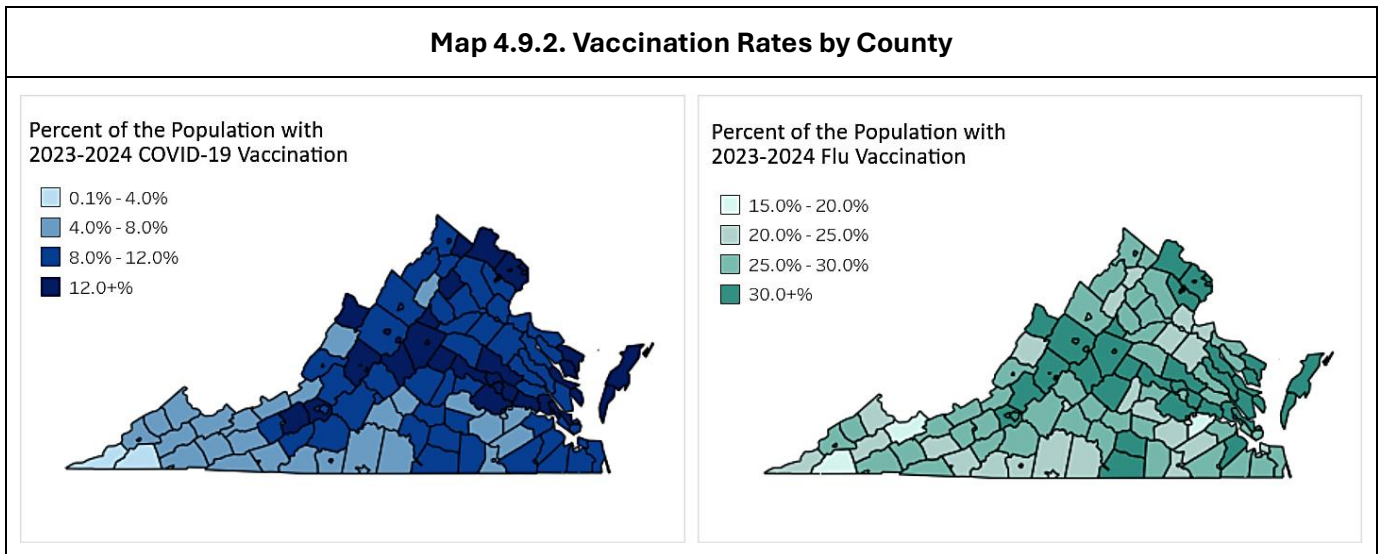 Map 4.9.2. Vaccination Rates by County
Percent of the Population with
2023-2024 COVID-19 Vaccination
0.1% - 4.0%
4.0% - 8.0%
8.0% - 12.0%
12.0+%
Percent of the Population with
2023-2024 Flu Vaccination
15.0% - 20.0%
20.0% - 25.0%
25.0% - 30.0%
30.0+%